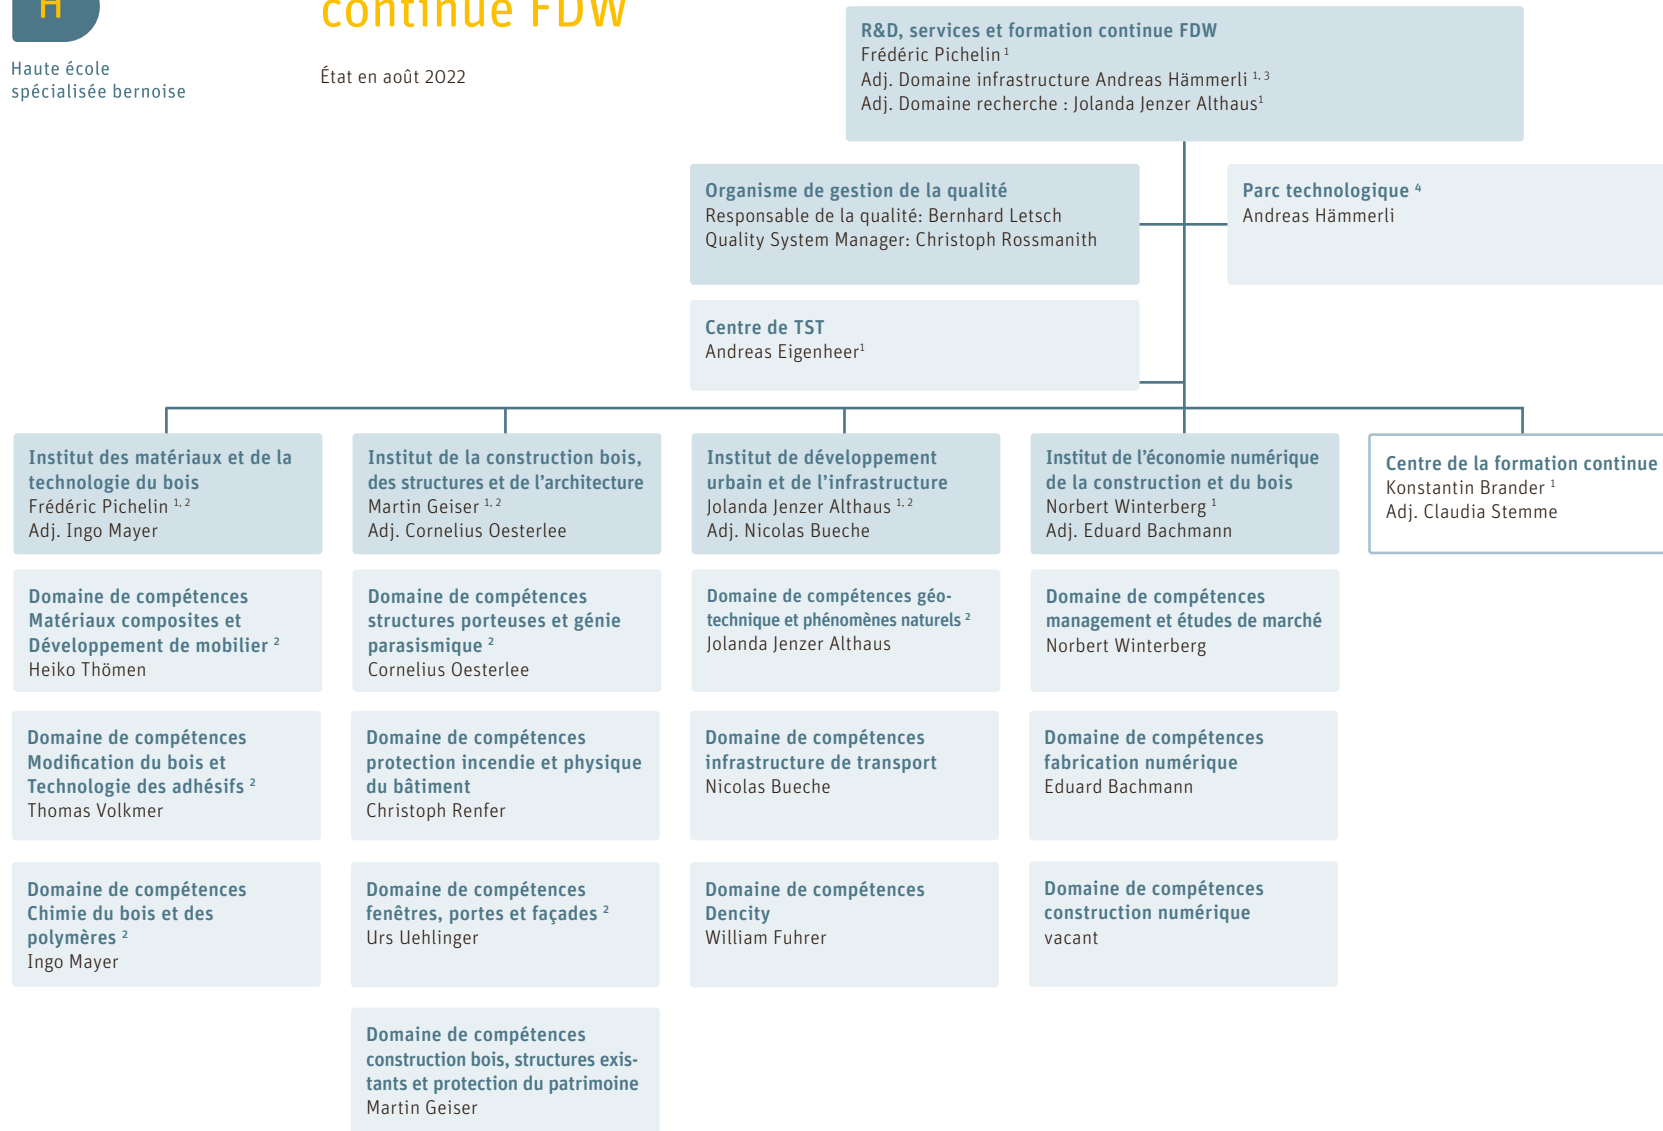 H
continue FDW
Haute école
spécialisée bernoise
État en août 2022
R&D, services et formation continue FDW
Frédéric Pichelin ¹
Adj. Domaine infrastructure Andreas Hämmerli ¹, ³
Adj. Domaine recherche : Jolanda Jenzer Althaus¹
Organisme de gestion de la qualité
Responsable de la qualité: Bernhard Letsch
Quality System Manager: Christoph Rossmanith
Parc technologique ⁴
Andreas Hämmerli
Centre de TST
Andreas Eigenheer¹
Institut des matériaux et de la
technologie du bois
Frédéric Pichelin ¹, ²
Adj. Ingo Mayer
Institut de la construction bois,
des structures et de l’architecture
Martin Geiser ¹, ²
Adj. Cornelius Oesterlee
Institut de développement
urbain et de l’infrastructure
Jolanda Jenzer Althaus ¹, ²
Adj. Nicolas Bueche
Institut de l’économie numérique
de la construction et du bois
Norbert Winterberg ¹
Adj. Eduard Bachmann
Centre de la formation continue
Konstantin Brander ¹
Adj. Claudia Stemme
Domaine de compétences
Matériaux composites et
Développement de mobilier ²
Heiko Thömen
Domaine de compétences
structures porteuses et génie
parasismique ²
Cornelius Oesterlee
Domaine de compétences géo-
technique et phénomènes naturels ²
Jolanda Jenzer Althaus
Domaine de compétences
management et études de marché
Norbert Winterberg
Domaine de compétences
Modification du bois et
Technologie des adhésifs ²
Thomas Volkmer
Domaine de compétences
protection incendie et physique
du bâtiment
Christoph Renfer
Domaine de compétences
infrastructure de transport
Nicolas Bueche
Domaine de compétences
fabrication numérique
Eduard Bachmann
Domaine de compétences
Chimie du bois et des
polymères ²
Ingo Mayer
Domaine de compétences
fenêtres, portes et façades ²
Urs Uehlinger
Domaine de compétences
Dencity
William Fuhrer
Domaine de compétences
construction numérique
vacant
Domaine de compétences
construction bois, structures exis-
tants et protection du patrimoine
Martin Geiser